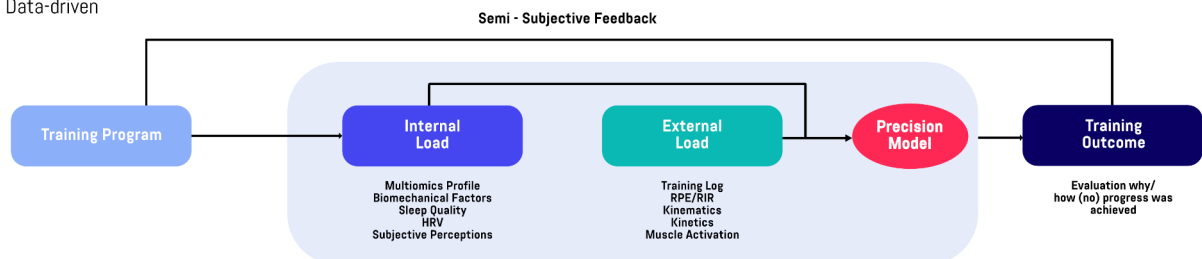 Data-driven
Semi - Subjective Feedback
Training Program
Internal
Load
External
Load
Precision
Model
Training
Outcome
Multiomics Profile
Biomechanical Factors
Sleep Quality
HRV
Subjective Perceptions
Training Log
RPE/RIR
Kinematics
Kinetics
Muscle Activation
Evaluation why/
how (no) progress was
achieved